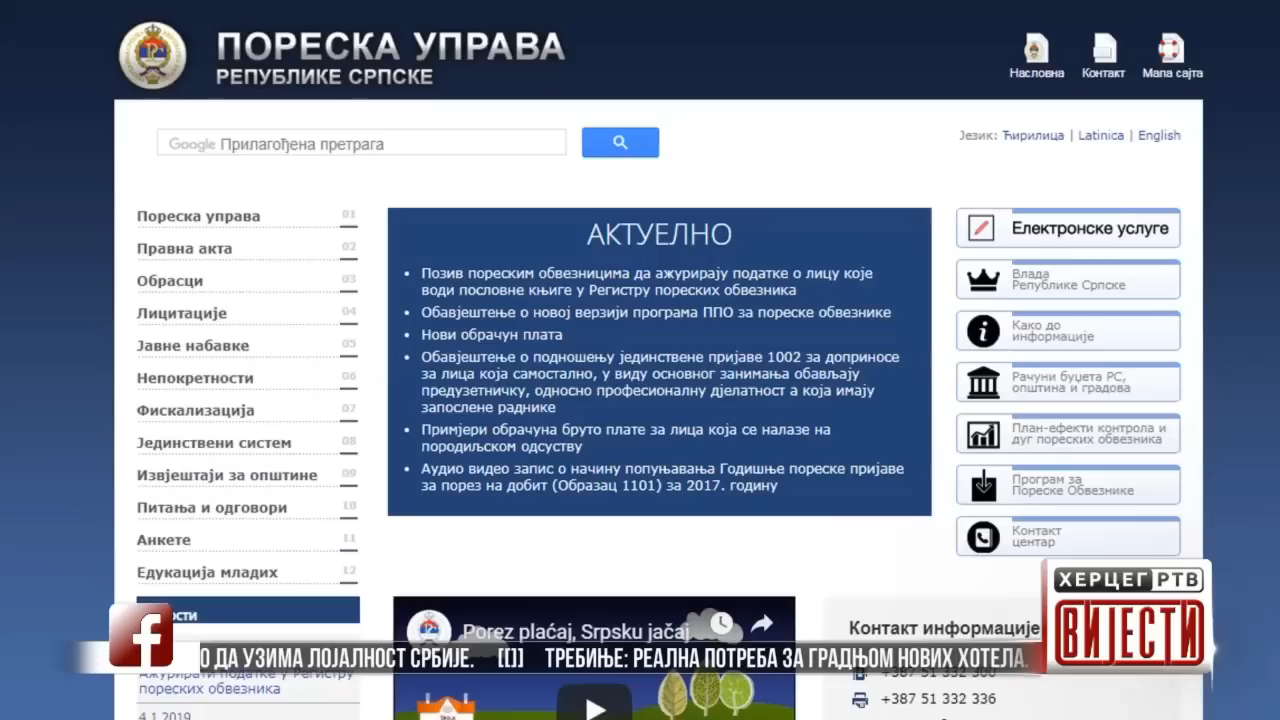 ПОРЕСКА УПРАВА
РЕПУБЛИКЕ СРПСКЕ
Насловна
Контакт
Мапа сајта
Google Прилагођена претрага
Језик: Ћирилица | Latinica | English
Пореска управа 01
Правна акта 02
Обрасци 03
Лицитације 04
Јавне набавке 05
Непокретности 06
Фискализација 07
Јединствени систем 08
Извјештаји за општине 09
Питања и одговори 10
Анкете 11
Едукација младих 12
АКТУЕЛНО
• Позив пореским обвезницима да ажурирају податке о лицу које
води пословне књиге у Регистру пореских обвезника
• Обавјештење о новој верзији програма ППО за пореске обвезнике
• Нови обрачун плата
• Обавјештење о подношењу јединствене пријаве 1002 за доприносе
за лица која самостално, у виду основног занимања обављају
предузетничку, односно професионалну дјелатност а која имају
запослене раднике
• Примјери обрачуна бруто плате за лица која се налазе на
породиљском одсуству
• Аудио видео запис о начину попуњавања Годишње пореске пријаве
за порез на добит (Образац 1101) за 2017. годину
Електронске услуге
Влада
Републике Српске
Како до
информације
Рачуни буџета РС,
општина и градова
План-ефекти контрола и
дуг пореских обвезника
Програм за
Пореске Обвезнике
Контакт
центар
ХЕРЦЕГ РТВ
ВИЈЕСТИ
Porez plaćaj, Srpsku jačaj
Контакт информације
О ДА УЗИМА ЛОЈАЛНОСТ СРБИЈЕ. [[]] ТРЕБИЊЕ: РЕАЛНА ПОТРЕБА ЗА ГРАДЊОМ НОВИХ ХОТЕЛА.
Ажурирати податке у Регистру
пореских обвезника
+387 51 332 336
4.1.2019